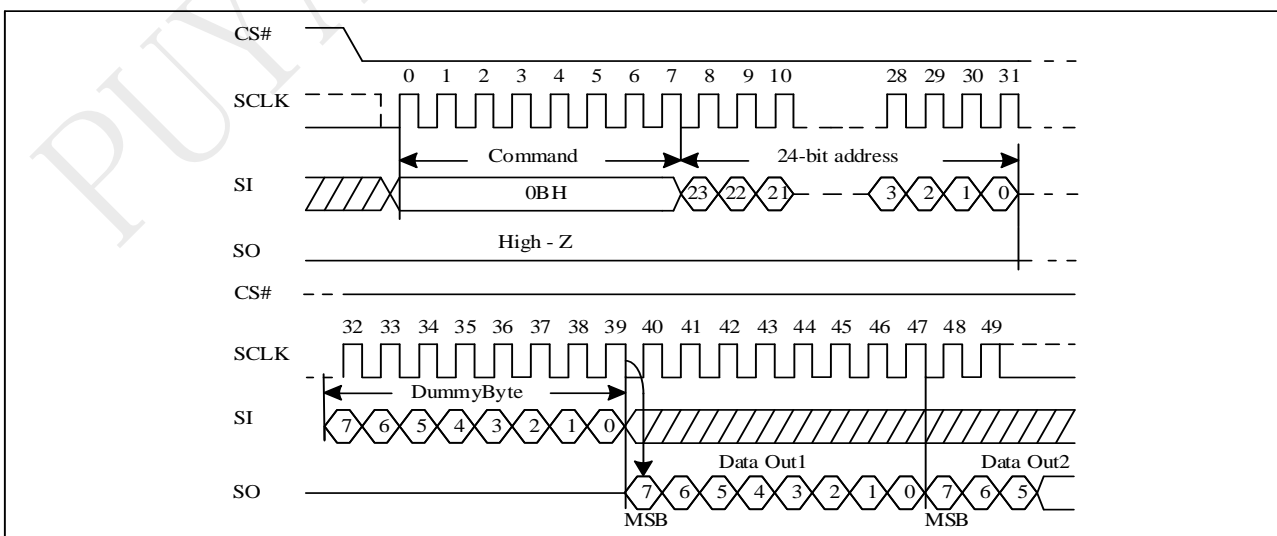 PUYA
CS#
0 1 2 3 4 5 6 7 8 9 10 28 29 30 31
SCLK
Command 24-bit address
SI 0BH 23 22 21 3 2 1 0
High - Z
SO
CS#
32 33 34 35 36 37 38 39 40 41 42 43 44 45 46 47 48 49
SCLK
DummyByte
SI 7 6 5 4 3 2 1 0
Data Out1 Data Out2
SO 7 6 5 4 3 2 1 0 7 6 5
MSB MSB